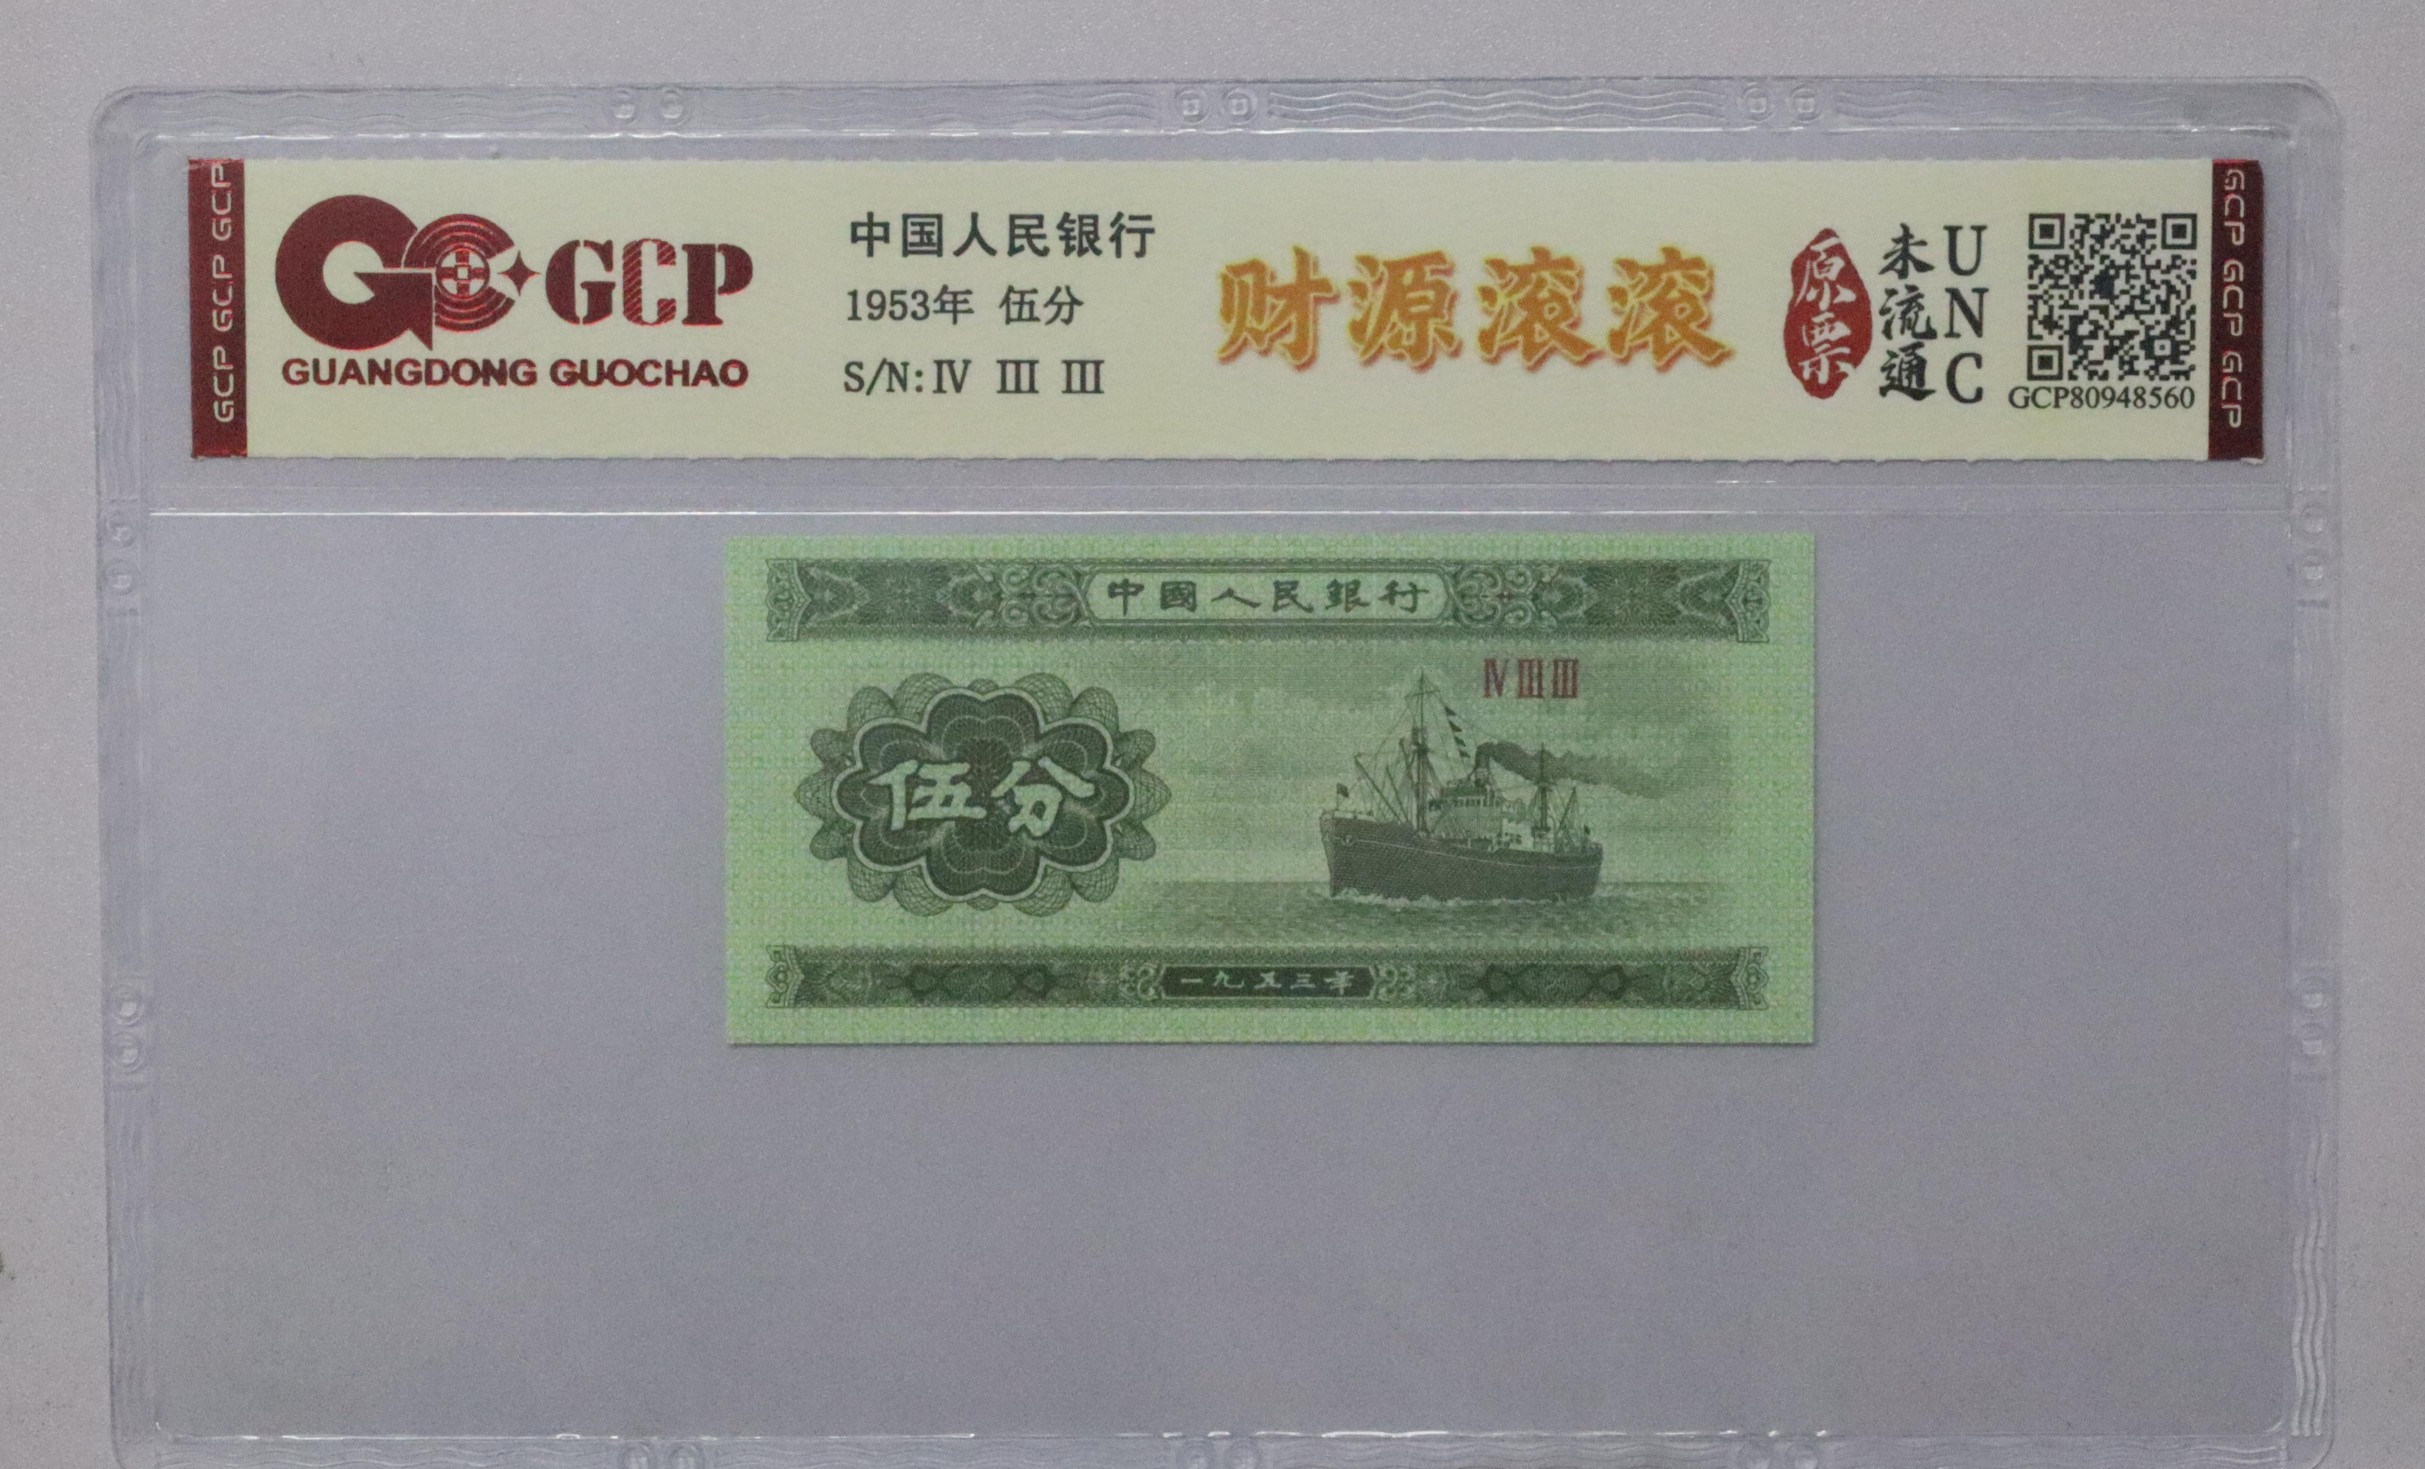 GCP GCP GCP
GCP
GUANGDONG GUOCHAO
中国人民银行
1953年 伍分
S/N: Ⅳ Ⅲ Ⅲ
财源滚滚
原票
未流通
UNC
GCP80948560
GCP GCP GCP
中國人民銀行
Ⅳ Ⅲ Ⅲ
伍分
一九五三年